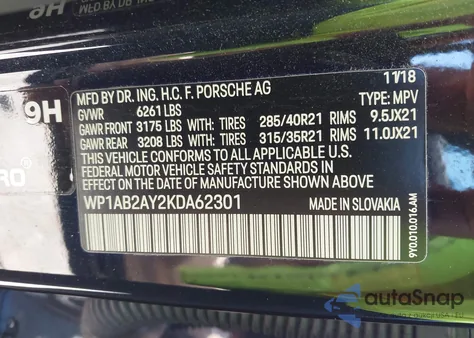 9H
9H
MFD BY DR. ING. H.C. F. PORSCHE AG 11/18
GVWR 6261 LBS TYPE: MPV
GAWR FRONT 3175 LBS WITH: TIRES 285/40R21 RIMS 9.5JX21
GAWR REAR 3208 LBS WITH: TIRES 315/35R21 RIMS 11.0JX21
THIS VEHICLE CONFORMS TO ALL APPLICABLE U.S.
FEDERAL MOTOR VEHICLE SAFETY STANDARDS IN
EFFECT ON THE DATE OF MANUFACTURE SHOWN ABOVE.
WP1AB2AY2KDA62301 MADE IN SLOVAKIA
9Y0.010.016.AM
RO®
autoSnap